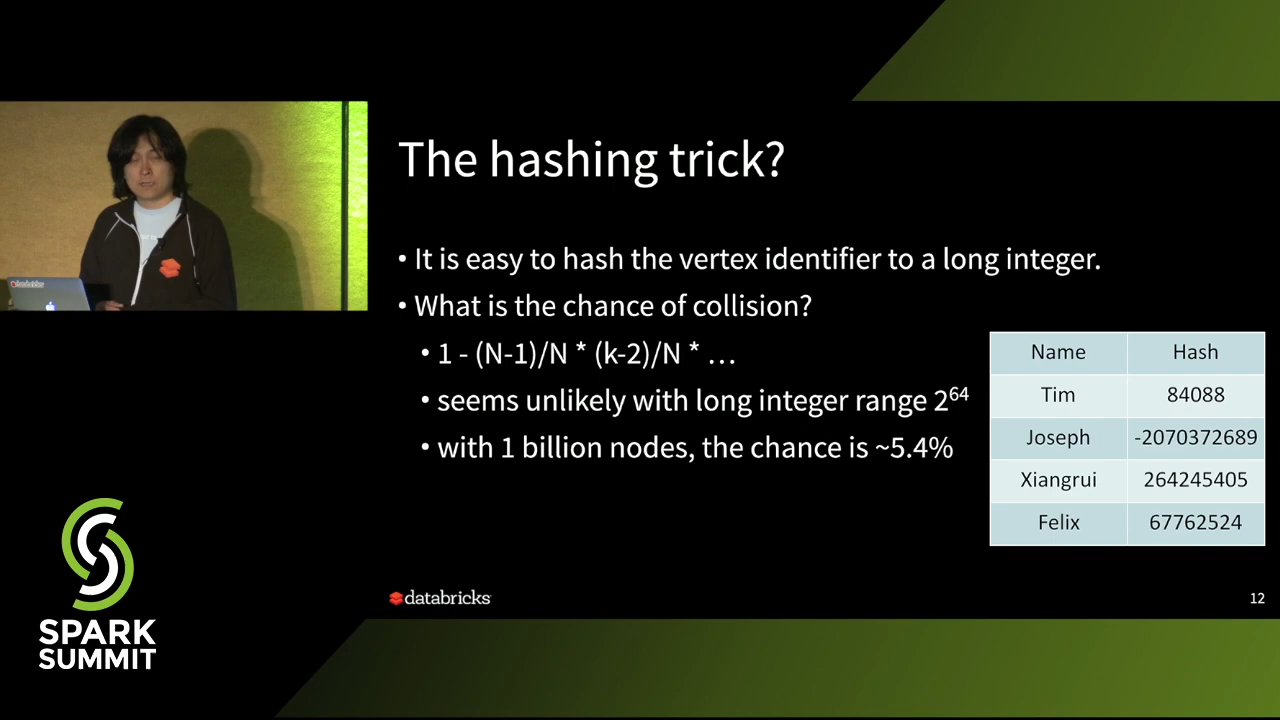 The hashing trick?
• It is easy to hash the vertex identifier to a long integer.
• What is the chance of collision?
• 1 - (N-1)/N * (k-2)/N * …
• seems unlikely with long integer range 2⁶⁴
• with 1 billion nodes, the chance is ~5.4%
Name Hash
Tim 84088
Joseph -2070372689
Xiangrui 264245405
Felix 67762524
databricks
12
SPARK
SUMMIT